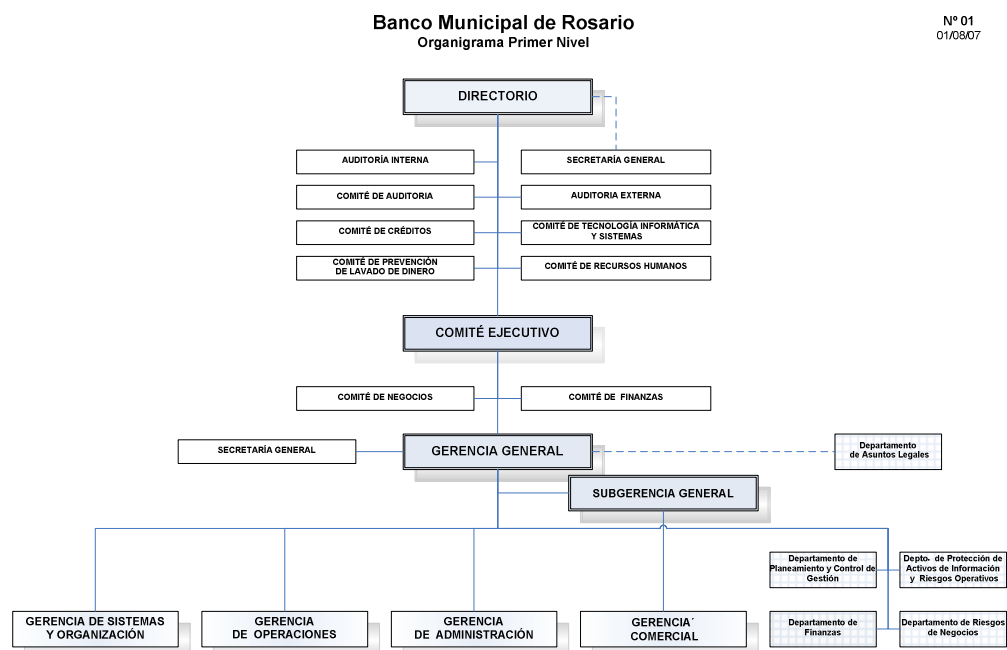 Banco Municipal de Rosario
Organigrama Primer Nivel
Nº 01
01/08/07
DIRECTORIO
AUDITORÍA INTERNA
SECRETARÍA GENERAL
COMITÉ DE AUDITORIA
AUDITORIA EXTERNA
COMITÉ DE CRÉDITOS
COMITÉ DE TECNOLOGÍA INFORMÁTICA
Y SISTEMAS
COMITÉ DE PREVENCIÓN
DE LAVADO DE DINERO
COMITÉ DE RECURSOS HUMANOS
COMITÉ EJECUTIVO
COMITÉ DE NEGOCIOS
COMITÉ DE FINANZAS
SECRETARÍA GENERAL
GERENCIA GENERAL
Departamento
de Asuntos Legales
SUBGERENCIA GENERAL
Departamento de
Planeamiento y Control de
Gestión
Depto. de Protección de
Activos de Información
y Riesgos Operativos
GERENCIA DE SISTEMAS
Y ORGANIZACIÓN
GERENCIA
DE OPERACIONES
GERENCIA
DE ADMINISTRACIÓN
GERENCIA´
COMERCIAL
Departamento de
Finanzas
Departamento de Riesgos
de Negocios